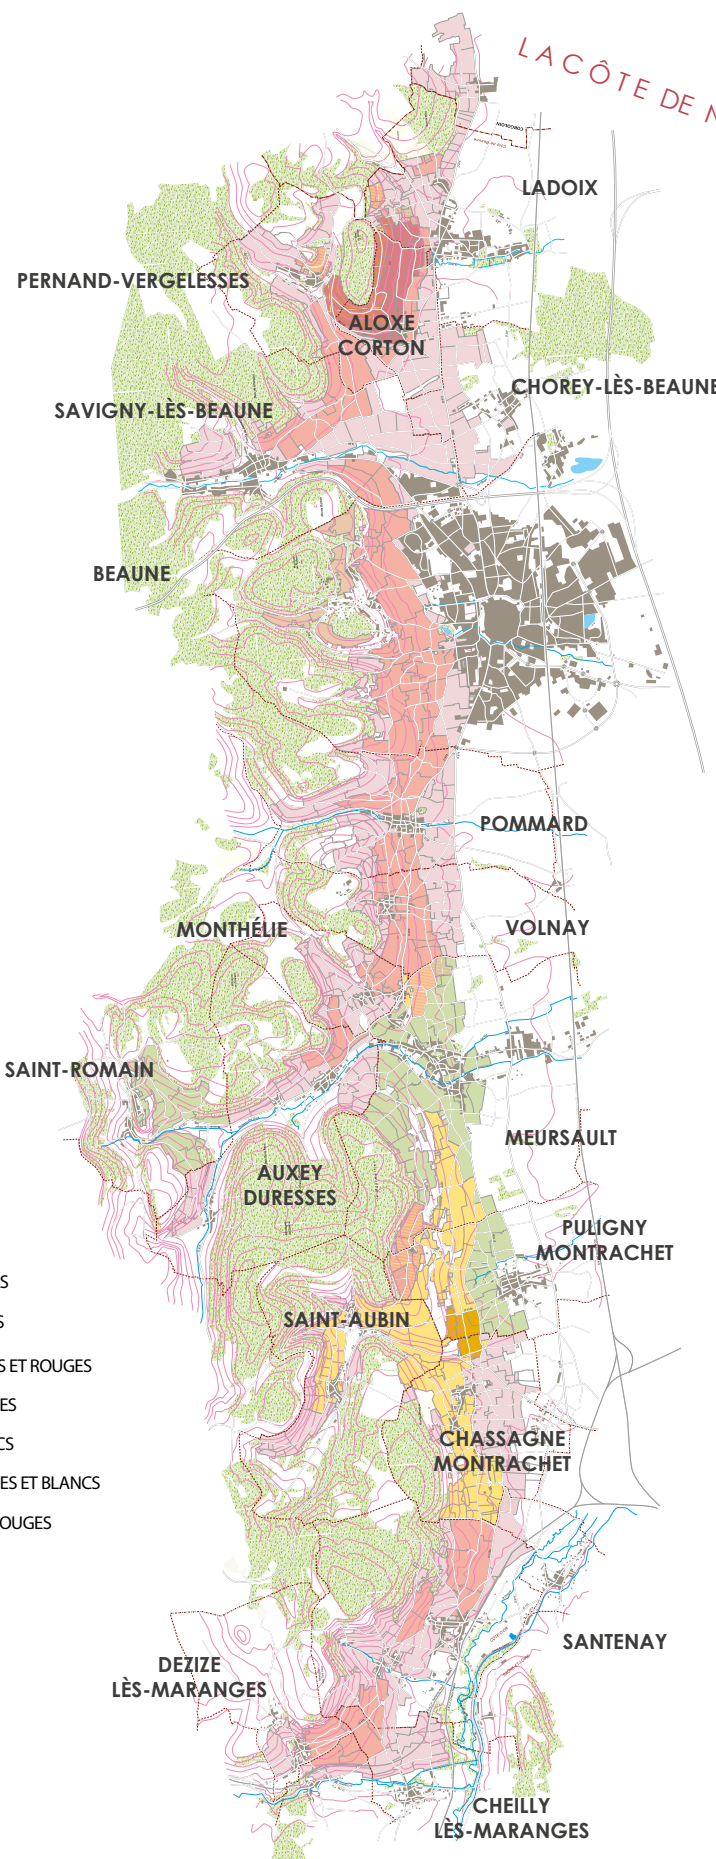 LA CÔTE DE N
LADOIX
PERNAND-VERGELESSES
ALOXE
CORTON
CHOREY-LÈS-BEAUNE
SAVIGNY-LÈS-BEAUNE
BEAUNE
POMMARD
VOLNAY
MONTHÉLIE
SAINT-ROMAIN
MEURSAULT
AUXEY
DURESSES
PULIGNY
MONTRACHET
S
SAINT-AUBIN
S
S ET ROUGES
ES
CHASSAGNE
MONTRACHET
CS
ES ET BLANCS
OUGES
SANTENAY
DEZIZE
LÈS-MARANGES
CHEILLY
LÈS-MARANGES